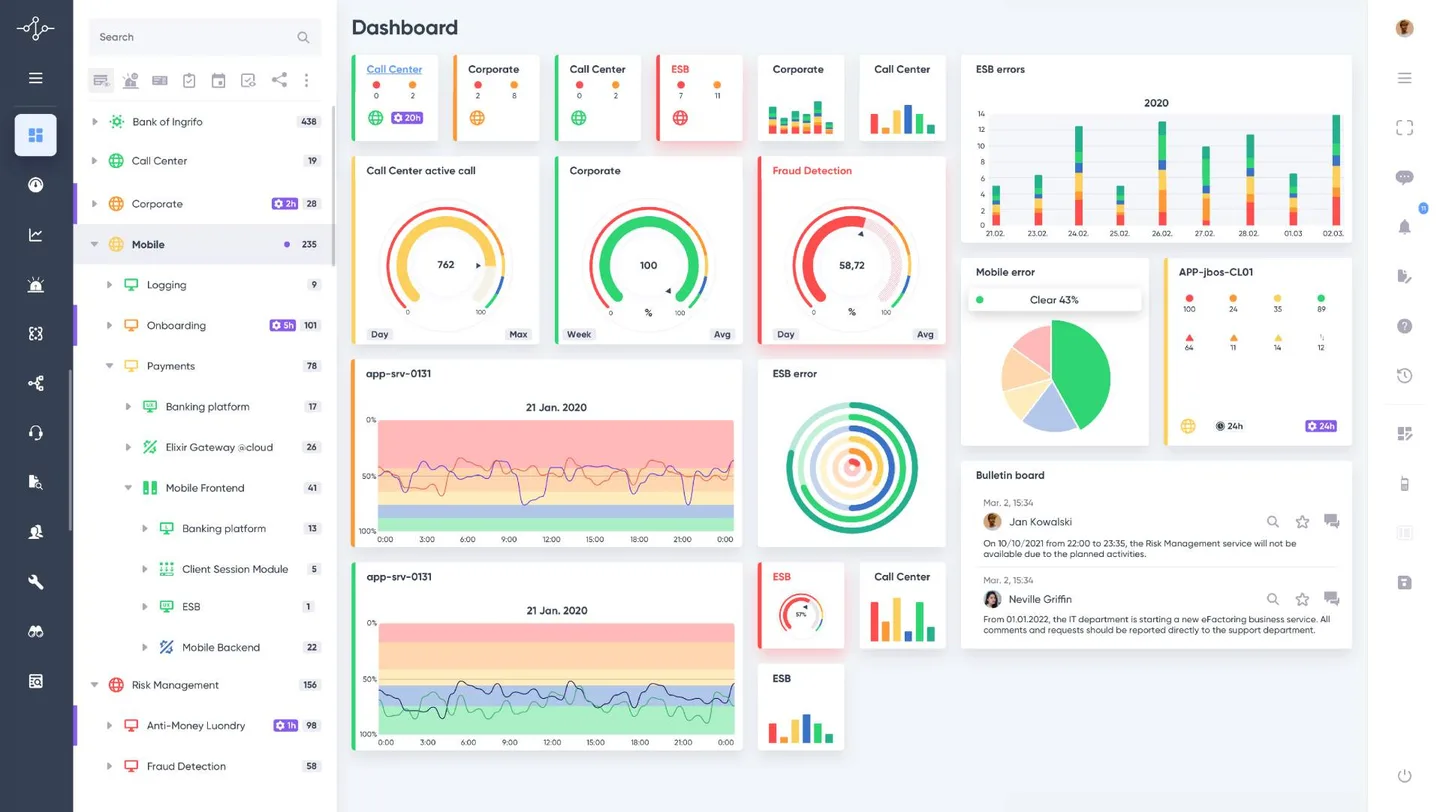 Search
Bank of Ingrifo 438
Call Center 19
Corporate 2h 28
Mobile 235
Logging 9
Onboarding 5h 101
Payments 78
Banking platform 17
Elixir Gateway @cloud 26
Mobile Frontend 41
Banking platform 13
Client Session Module 5
ESB 1
Mobile Backend 22
Risk Management 156
Anti-Money Luondry 1h 98
Fraud Detection 58
Dashboard
Call Center
0 2
20h
Corporate
2 8
Call Center
0 2
ESB
7 11
Corporate
Call Center
Call Center active call
762
0 100
Day Max
Corporate
100
0 % 100
Week Avg
Fraud Detection
58,72
0 % 100
Day Avg
app-srv-0131
21 Jan. 2020
0%
50%
100%
0:00 3:00 6:00 9:00 12:00 15:00 18:00 21:00 0:00
ESB error
app-srv-0131
21 Jan. 2020
0%
50%
100%
0:00 3:00 6:00 9:00 12:00 15:00 18:00 21:00 0:00
ESB
57%
Call Center
ESB
ESB errors
2020
14
12
10
8
6
4
2
0
21.02. 23.02. 24.02. 25.02. 26.02. 27.02. 28.02. 01.03 02.03.
Mobile error
Clear 43%
APP-jbos-CL01
100 24 35 89
64 11 14 12
24h 24h
Bulletin board
Mar. 2, 15:34
Jan Kowalski
On 10/10/2021 from 22:00 to 23:35, the Risk Management service will not be
available due to the planned activities.
Mar. 2, 15:34
Neville Griffin
From 01.01.2022, the IT department is starting a new eFactoring business service. All
comments and requests should be reported directly to the support department.
11